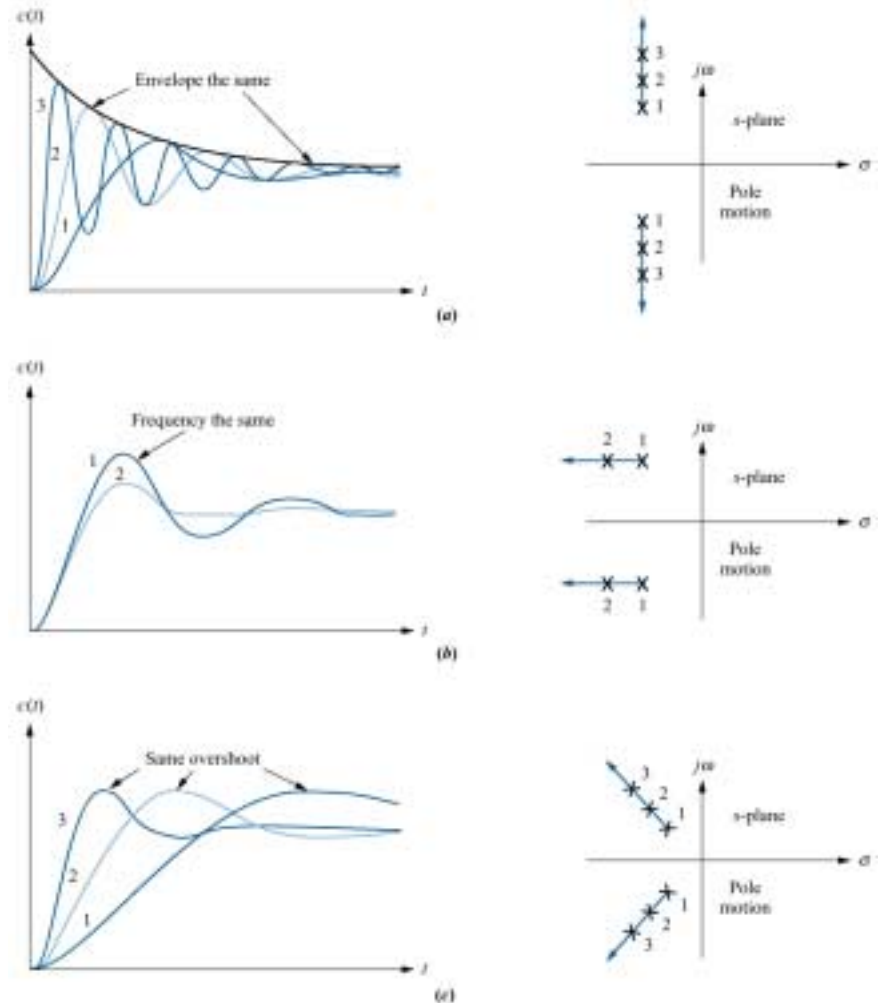 c(t)
Envelope the same
3
2
1
t
jω
3
2
1
s-plane
σ
Pole
motion
1
2
3
(a)
c(t)
Frequency the same
1
2
t
jω
2 1
s-plane
σ
Pole
motion
2 1
(b)
c(t)
Same overshoot
3
2
1
t
jω
3
2
1
s-plane
σ
Pole
motion
1
2
3
(c)